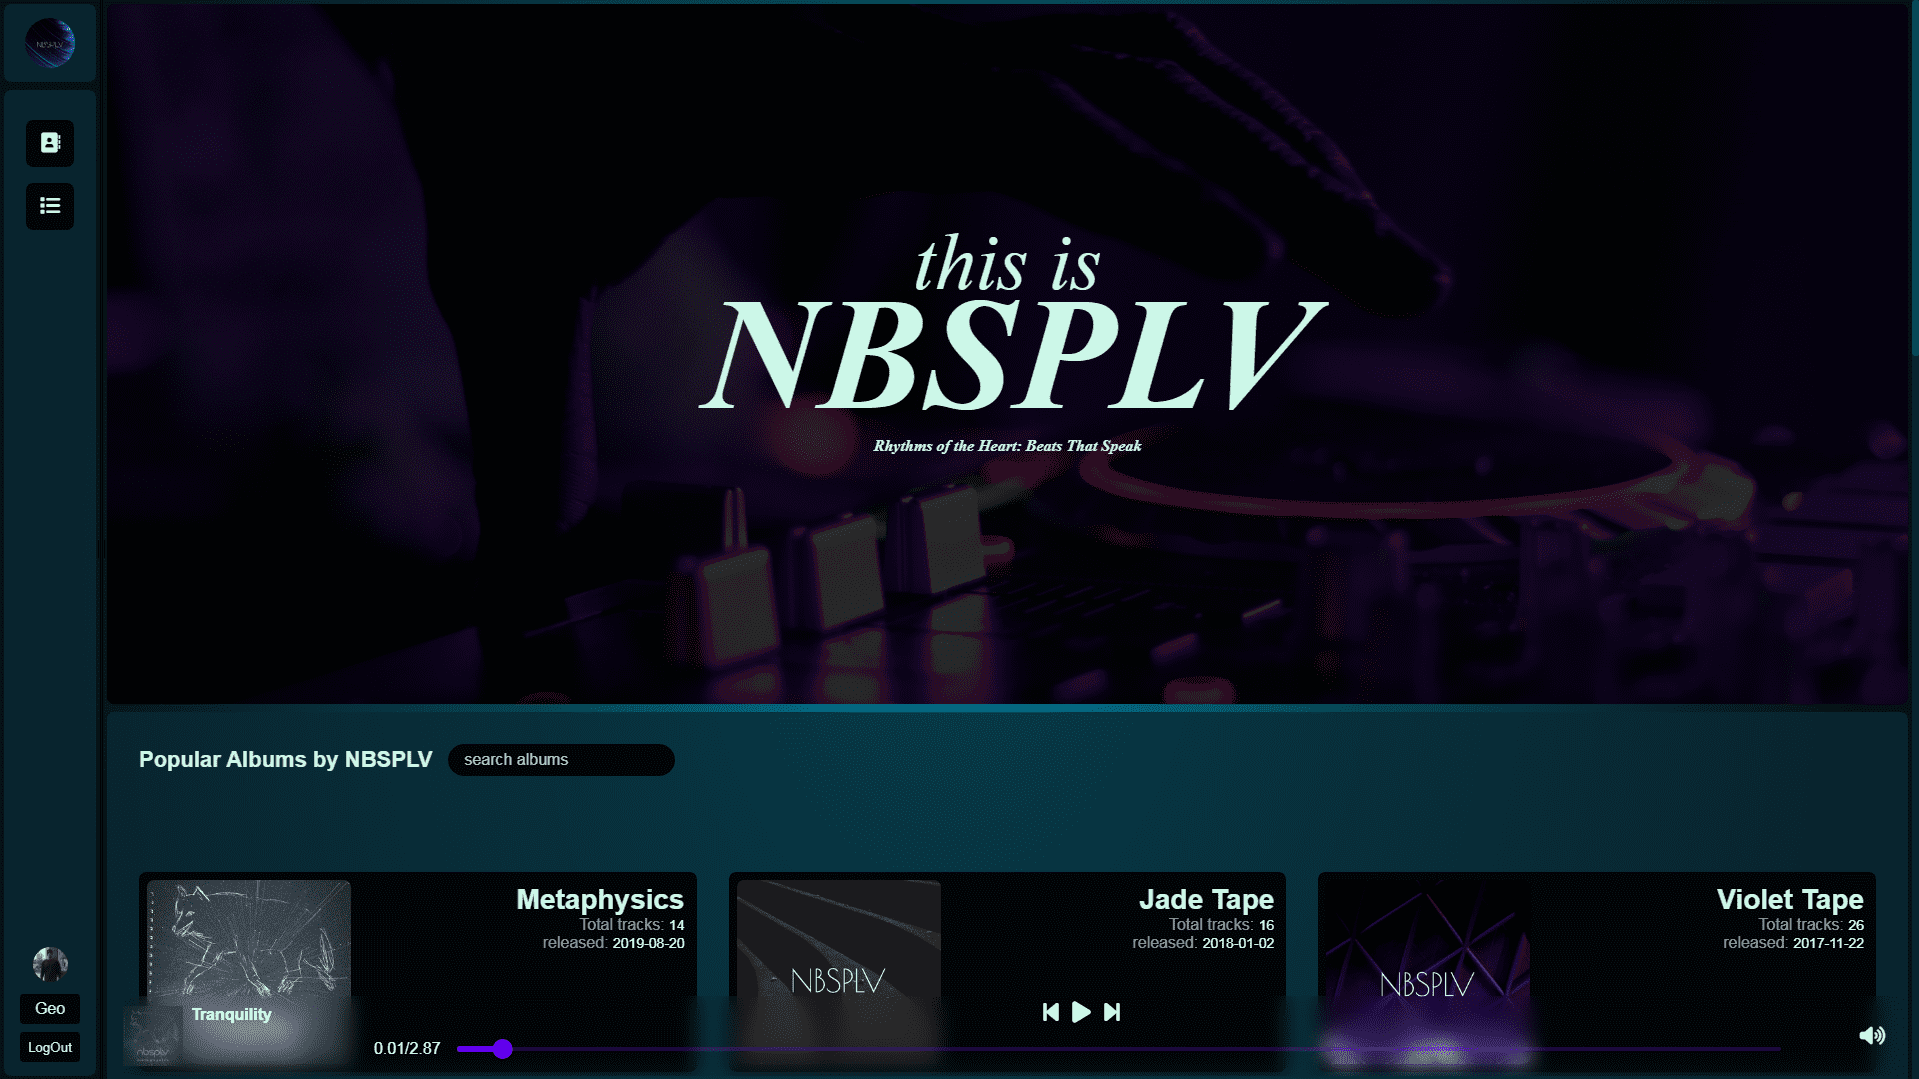 NBSPLV
this is
NBSPLV
Rhythms of the Heart: Beats That Speak
Popular Albums by NBSPLV
search albums
Metaphysics
Total tracks: 14
released: 2019-08-20
Jade Tape
Total tracks: 16
released: 2018-01-02
NBSPLV
Violet Tape
Total tracks: 26
released: 2017-11-22
NBSPLV
Geo
LogOut
nbsplv
Tranquility
0.01/2.87